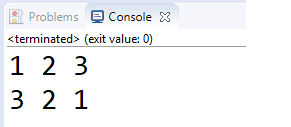 Problems Console
<terminated> (exit value: 0)
1 2 3
3 2 1